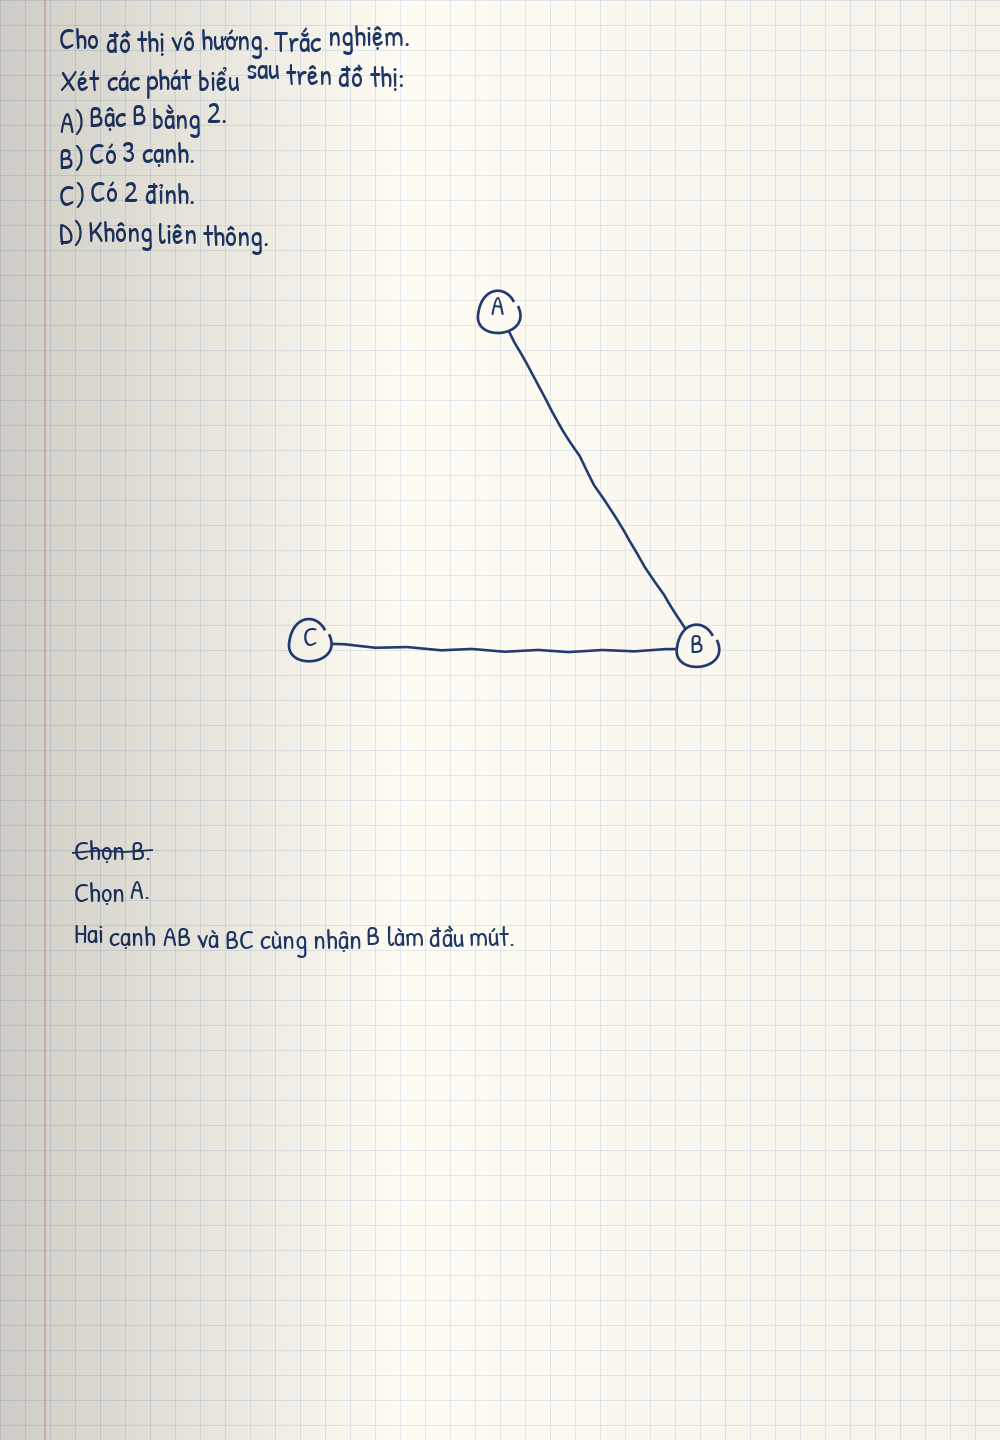 Cho đồ thị vô hướng. Trắc nghiệm.
Xét các phát biểu sau trên đồ thị:
A) Bậc B bằng 2.
B) Có 3 cạnh.
C) Có 2 đỉnh.
D) Không liên thông.
A
C
B
Chọn B.
Chọn A.
Hai cạnh AB và BC cùng nhận B làm đầu mút.